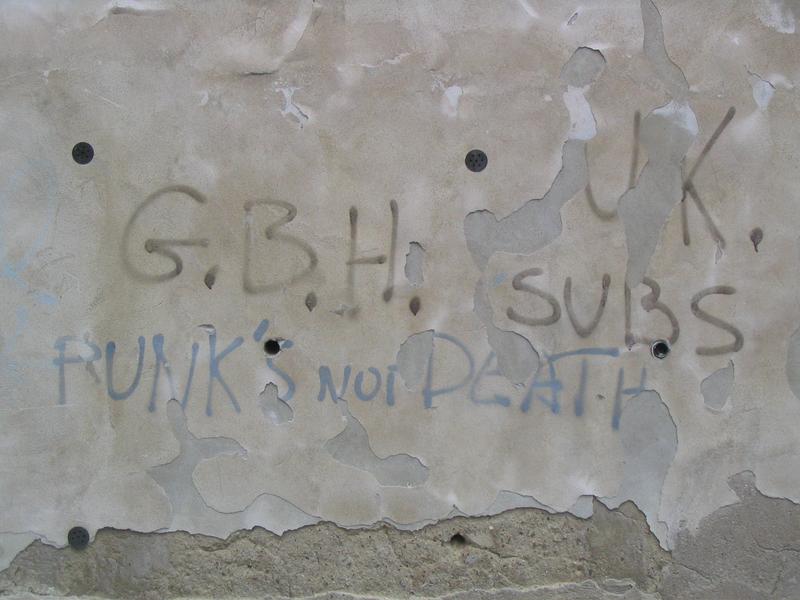 G.B.H.
U.K.
SUBS
PUNK'S NOT DEATH